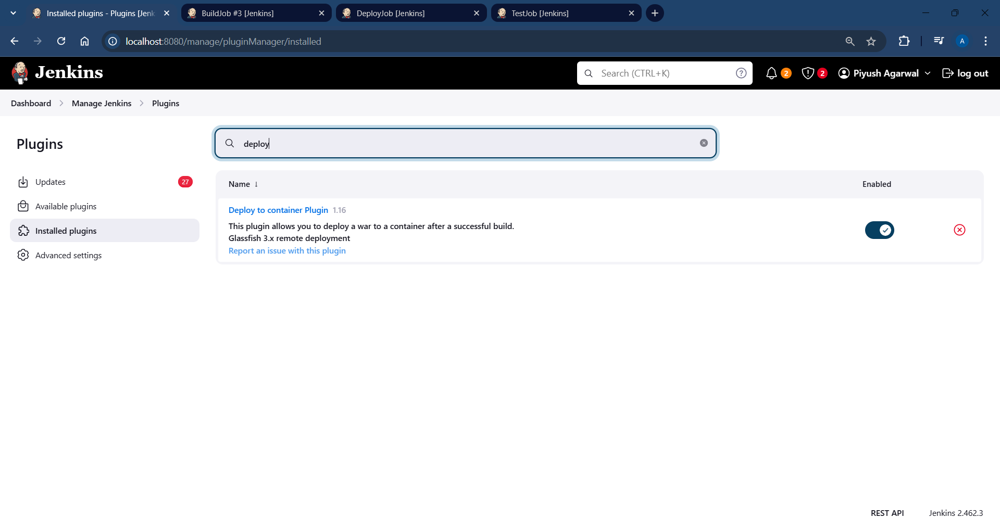 Installed plugins - Plugins [Jenk
BuildJob #3 [Jenkins]
DeployJob [Jenkins]
TestJob [Jenkins]
localhost:8080/manage/pluginManager/installed
A
Jenkins
Search (CTRL+K)
2
2
Piyush Agarwal
log out
Dashboard
Manage Jenkins
Plugins
Plugins
deploy
Updates
27
Available plugins
Installed plugins
Advanced settings
Name ↓
Enabled
Deploy to container Plugin 1.16
This plugin allows you to deploy a war to a container after a successful build.
Glassfish 3.x remote deployment
Report an issue with this plugin
REST API
Jenkins 2.462.3